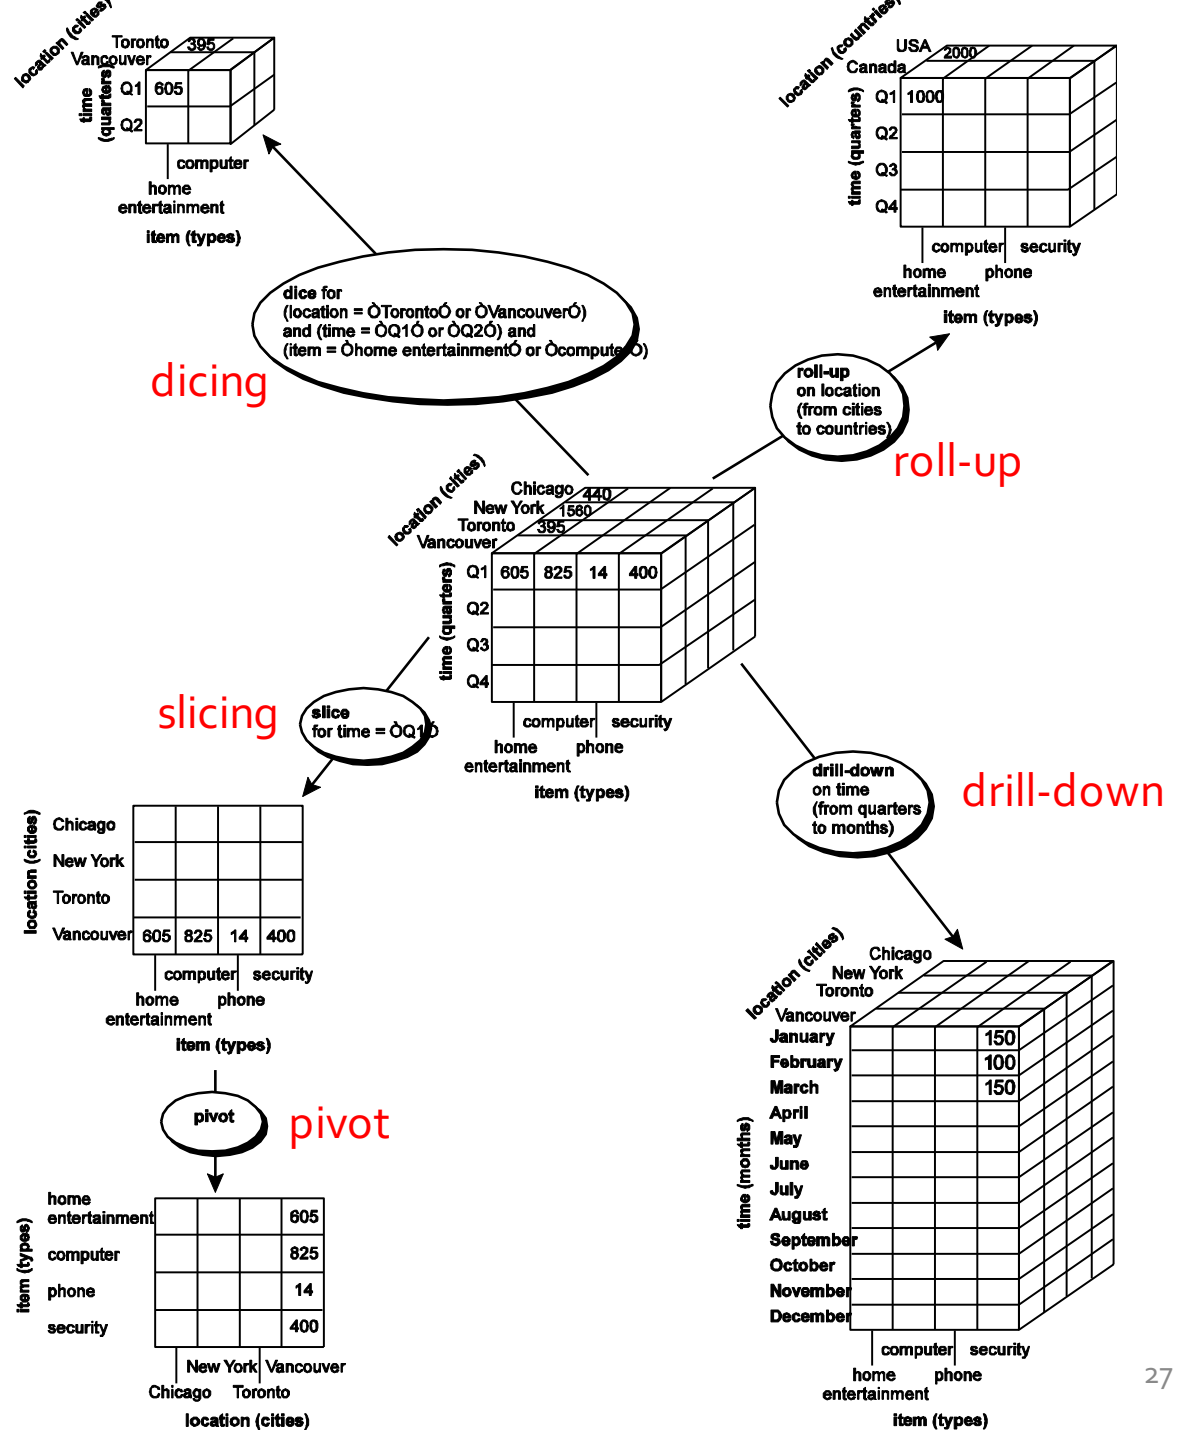 location (cities)
Toronto 395
Vancouver
time
(quarters)
Q1 605
Q2
computer
home
entertainment
item (types)
location (countries)
USA 2000
Canada
time (quarters)
Q1 1000
Q2
Q3
Q4
computer security
home phone
entertainment
item (types)
dice for
(location = ÒTorontoÓ or ÒVancouverÓ)
and (time = ÒQ1Ó or ÒQ2Ó) and
(item = Òhome entertainmentÓ or ÒcomputerÓ)
dicing
roll-up
on location
(from cities
to countries)
roll-up
location (cities)
Chicago 440
New York 1560
Toronto 395
Vancouver
time (quarters)
Q1 605 825 14 400
Q2
Q3
Q4
computer security
home phone
entertainment
item (types)
slicing
slice
for time = ÒQ1Ó
drill-down
on time
(from quarters
to months)
drill-down
location (cities)
Chicago
New York
Toronto
Vancouver 605 825 14 400
computer security
home phone
entertainment
item (types)
pivot
pivot
item (types)
home
entertainment 605
computer 825
phone 14
security 400
New York Vancouver
Chicago Toronto
location (cities)
location (cities)
Chicago
New York
Toronto
Vancouver
time (months)
January 150
February 100
March 150
April
May
June
July
August
September
October
November
December
computer security
home phone
entertainment
item (types)
27